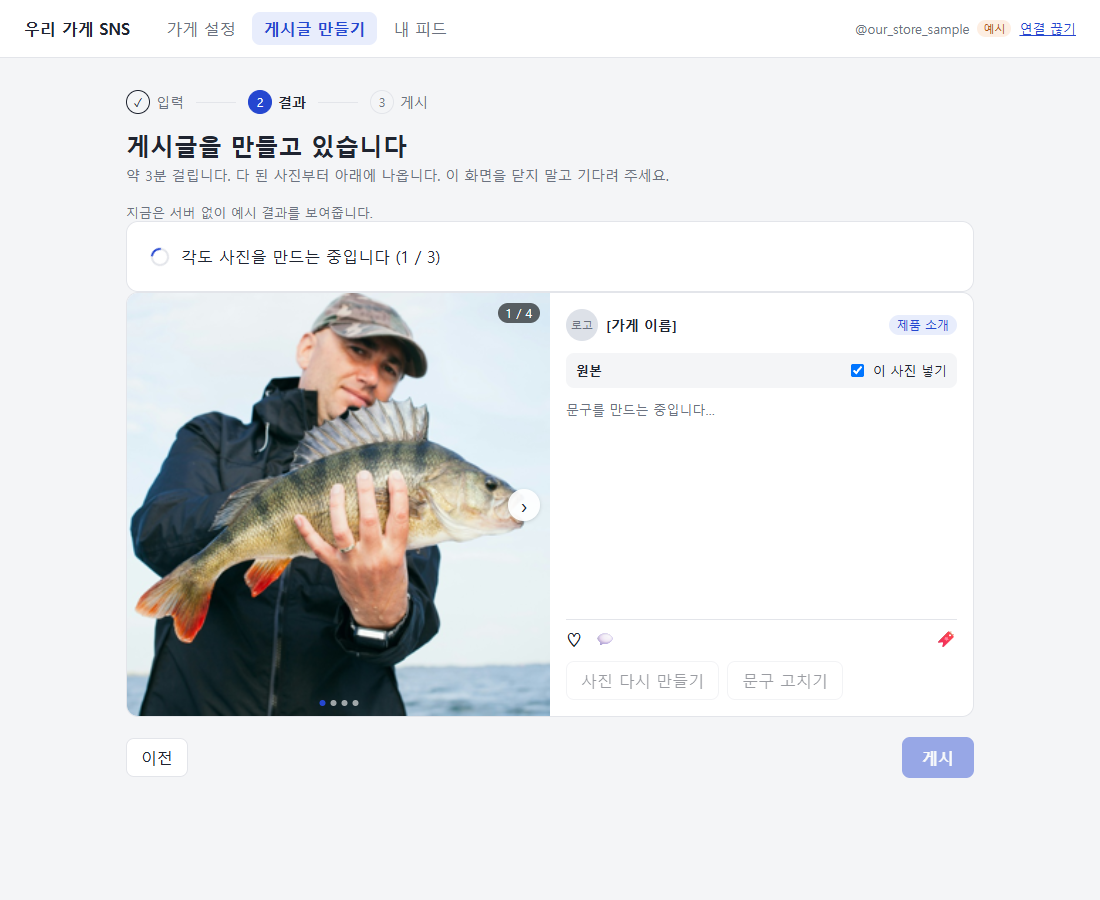 우리 가게 SNS 가게 설정 게시글 만들기 내 피드 @our_store_sample 예시 연결 끊기
✓ 입력 2 결과 3 게시
게시글을 만들고 있습니다
약 3분 걸립니다. 다 된 사진부터 아래에 나옵니다. 이 화면을 닫지 말고 기다려 주세요.
지금은 서버 없이 예시 결과를 보여줍니다.
각도 사진을 만드는 중입니다 (1 / 3)
1 / 4
로고 [가게 이름] 제품 소개
원본 이 사진 넣기
문구를 만드는 중입니다...
사진 다시 만들기 문구 고치기
이전 게시